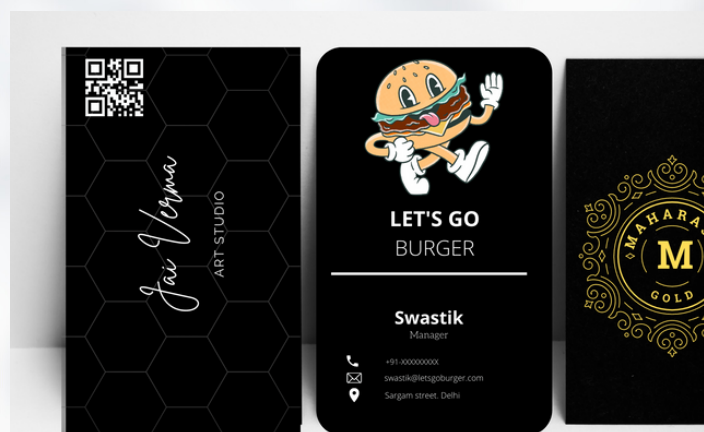 Jai Verma
ART STUDIO
LET'S GO
BURGER
Swastik
Manager
+91-XXXXXXXXX
swastik@letsgoburger.com
Sargam street. Delhi
M
GOLD